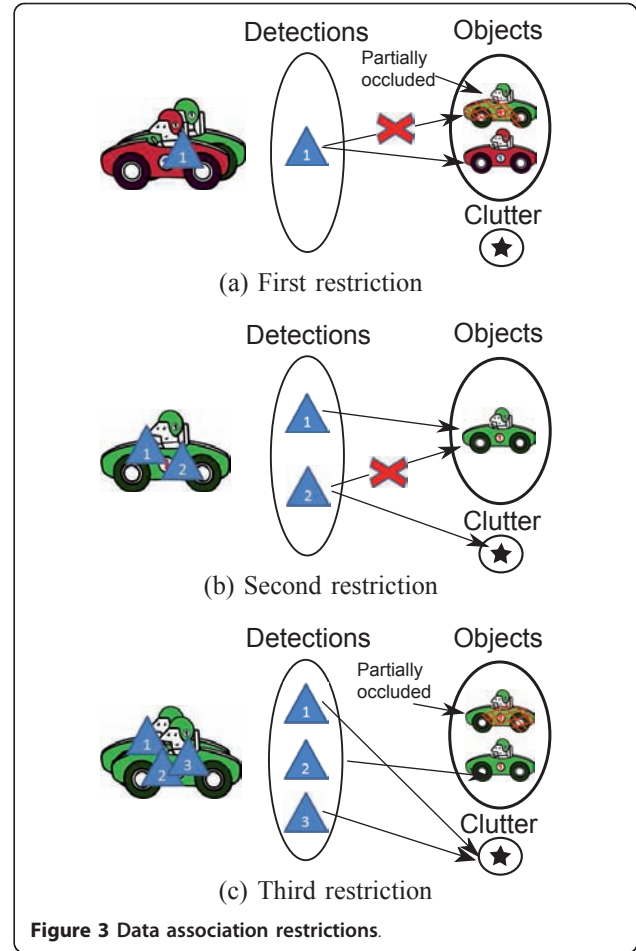 Detections Objects
Partially
occluded
1 1
Clutter
(a) First restriction
Detections Objects
1
1 2
2
Clutter
(b) Second restriction
Detections Objects
Partially
occluded
1
1
2 3 2
3
Clutter
(c) Third restriction
Figure 3 Data association restrictions.